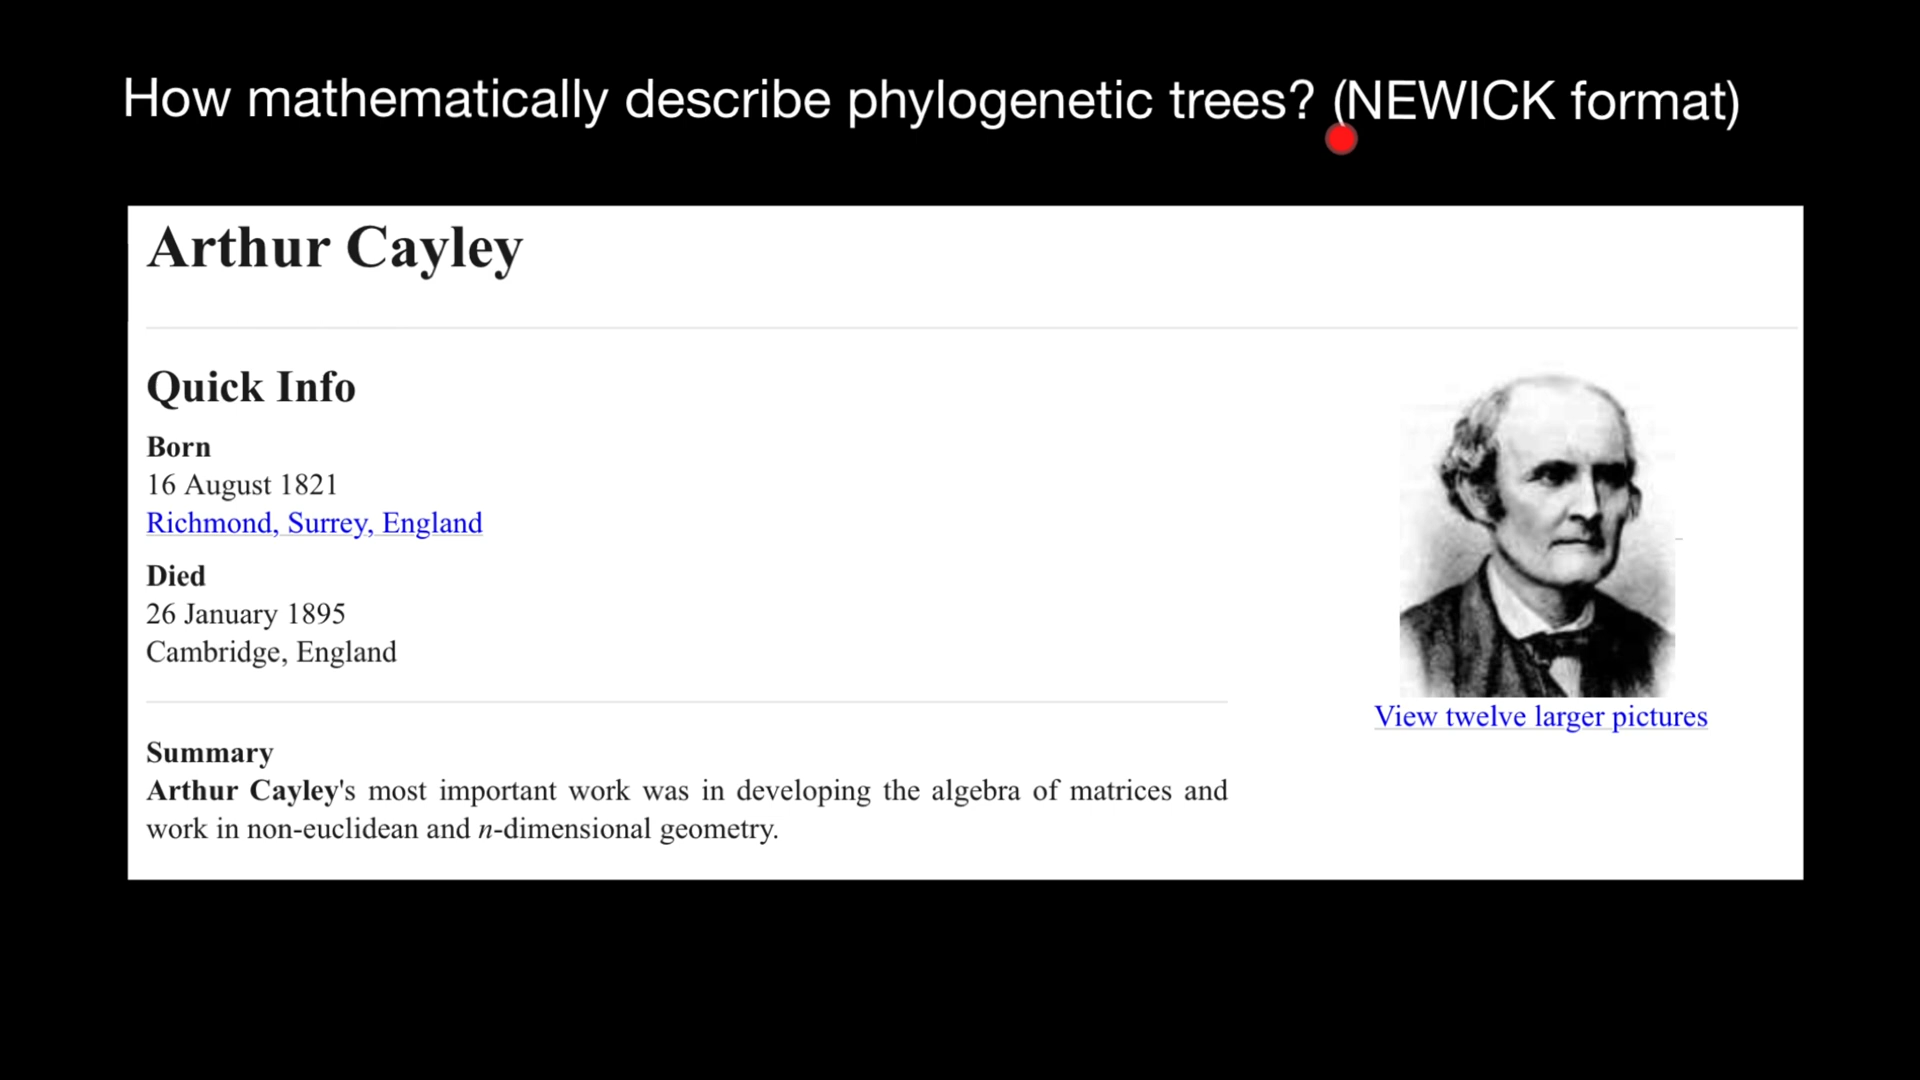 How mathematically describe phylogenetic trees? (NEWICK format)
Arthur Cayley
Quick Info
Born
16 August 1821
Richmond, Surrey, England
Died
26 January 1895
Cambridge, England
View twelve larger pictures
Summary
Arthur Cayley's most important work was in developing the algebra of matrices and
work in non-euclidean and n-dimensional geometry.